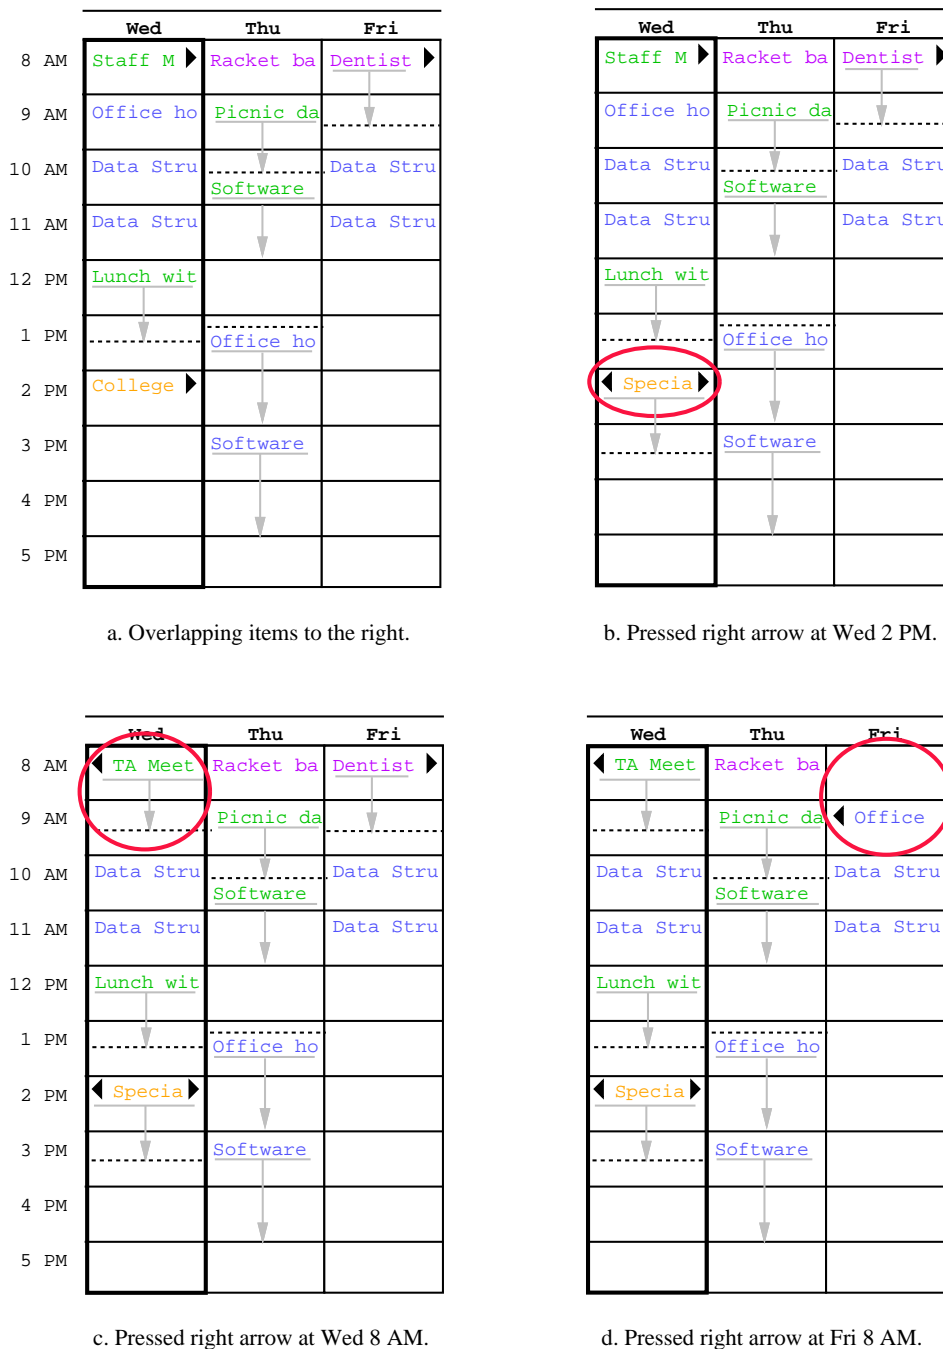 Wed Thu Fri
8 AM Staff M Racket ba Dentist
9 AM Office ho Picnic da
10 AM Data Stru Data Stru
Software
11 AM Data Stru Data Stru
12 PM Lunch wit
1 PM Office ho
2 PM College
3 PM Software
4 PM
5 PM
a. Overlapping items to the right.
Wed Thu Fri
Staff M Racket ba Dentist
Office ho Picnic da
Data Stru Data Stru
Software
Data Stru Data Stru
Lunch wit
Office ho
Specia
Software
b. Pressed right arrow at Wed 2 PM.
Wed Thu Fri
8 AM TA Meet Racket ba Dentist
9 AM Picnic da
10 AM Data Stru Data Stru
Software
11 AM Data Stru Data Stru
12 PM Lunch wit
1 PM Office ho
2 PM Specia
3 PM Software
4 PM
5 PM
c. Pressed right arrow at Wed 8 AM.
Wed Thu Fri
TA Meet Racket ba
Picnic da Office
Data Stru Data Stru
Software
Data Stru Data Stru
Lunch wit
Office ho
Specia
Software
d. Pressed right arrow at Fri 8 AM.